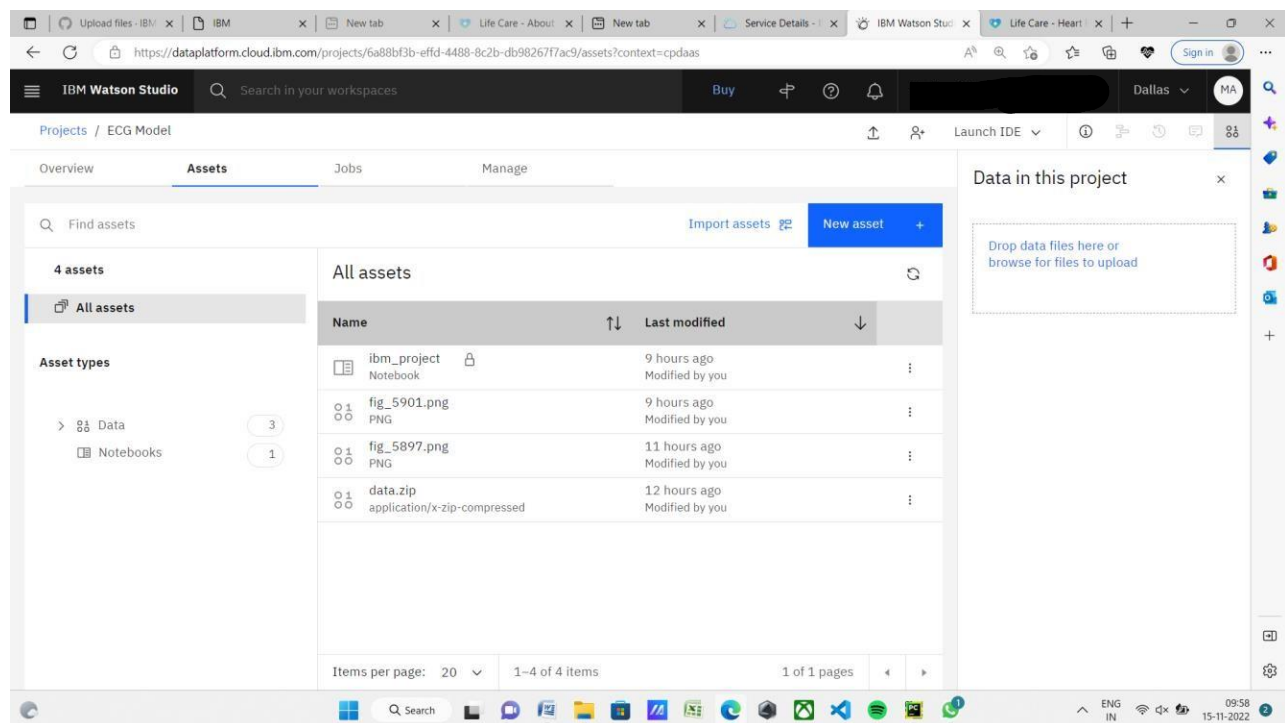 Upload files · IBM
IBM
New tab
Life Care - About
New tab
Service Details -
IBM Watson Stud
Life Care - Heart
https://dataplatform.cloud.ibm.com/projects/6a88bf3b-effd-4488-8c2b-db98267f7ac9/assets?context=cpdaas
Sign in
IBM Watson Studio
Search in your workspaces
Buy
Dallas
MA
Projects / ECG Model
Launch IDE
Overview
Assets
Jobs
Manage
Data in this project
Find assets
Import assets
New asset +
Drop data files here or
browse for files to upload
4 assets
All assets
All assets
Name
Last modified
Asset types
Data 3
Notebooks 1
ibm_project
Notebook
9 hours ago
Modified by you
fig_5901.png
PNG
9 hours ago
Modified by you
fig_5897.png
PNG
11 hours ago
Modified by you
data.zip
application/x-zip-compressed
12 hours ago
Modified by you
Items per page: 20
1–4 of 4 items
1 of 1 pages
Search
ENG
IN
09:58
15-11-2022
2